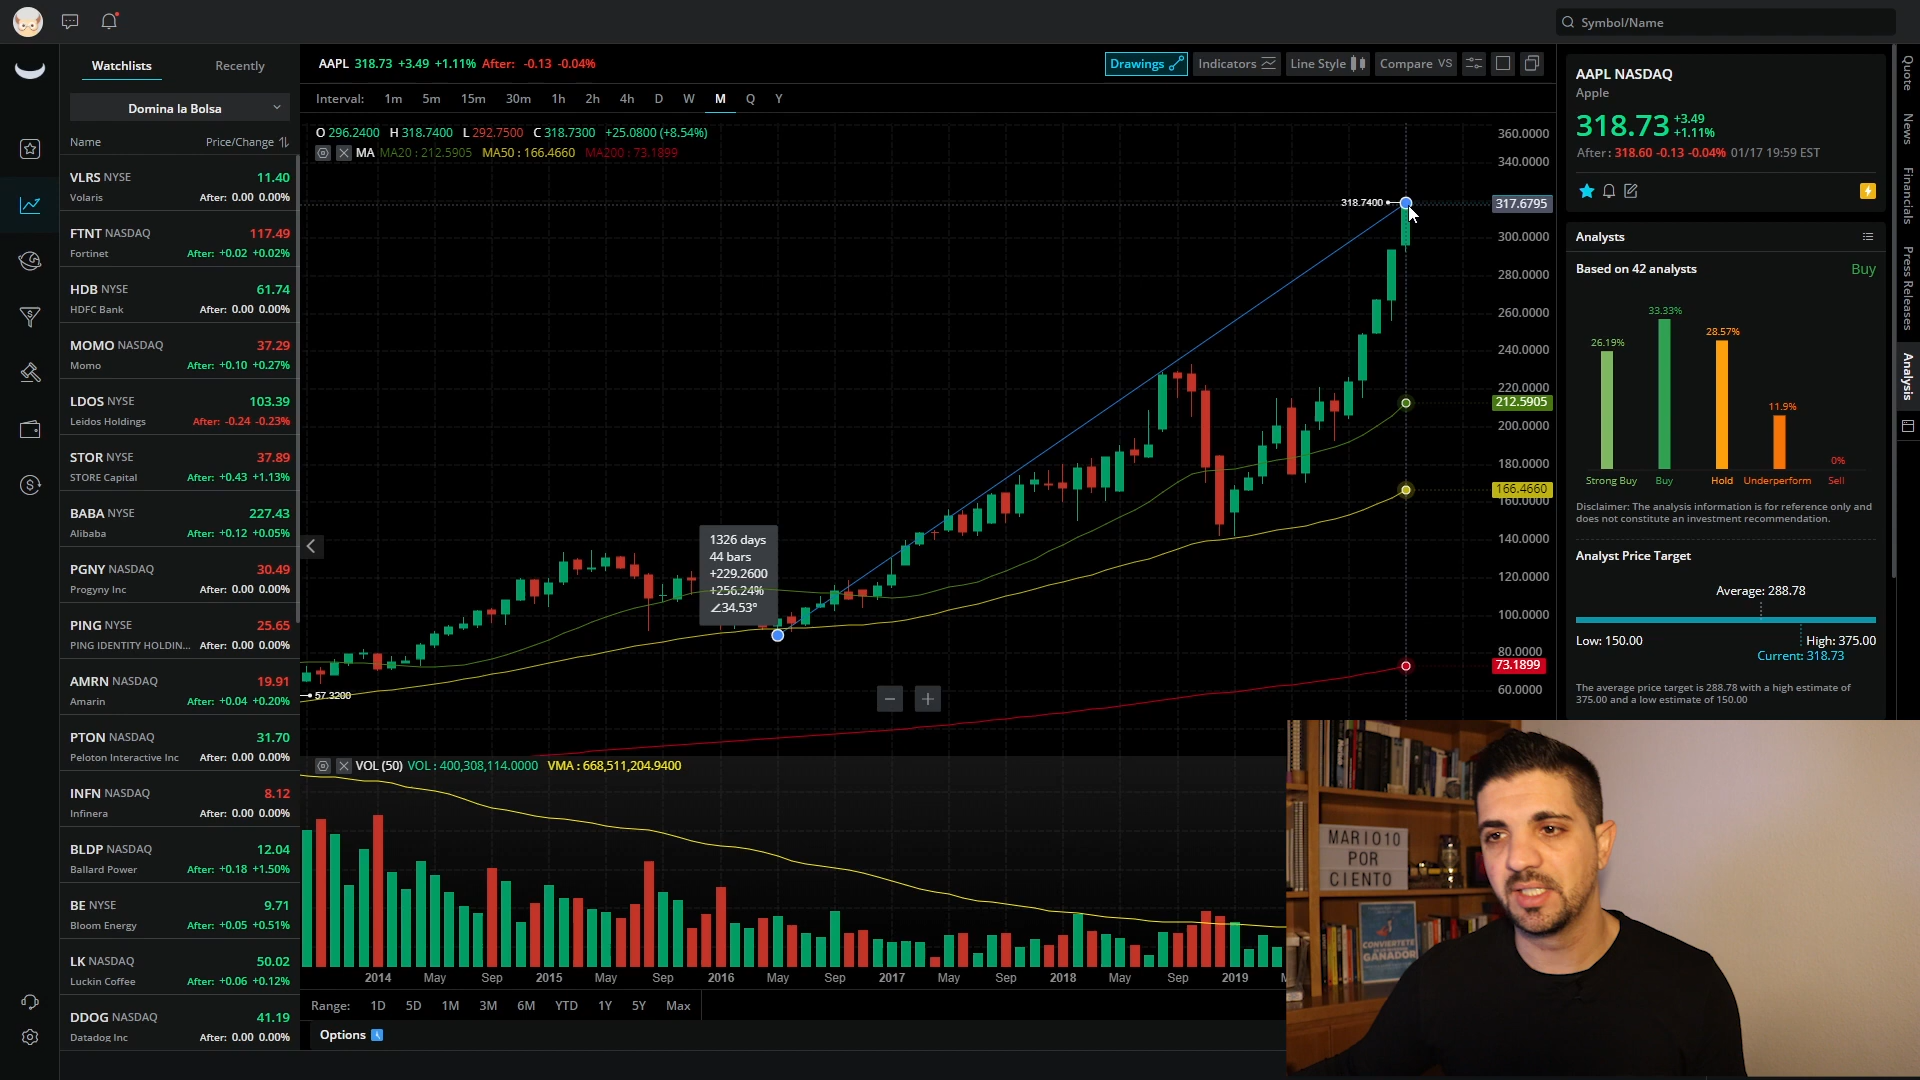 Symbol/Name
Watchlists Recently
Domina la Bolsa
Name Price/Change
VLRS NYSE 11.40
Volaris After: 0.00 0.00%
FTNT NASDAQ 117.49
Fortinet After: +0.02 +0.02%
HDB NYSE 61.74
HDFC Bank After: 0.00 0.00%
MOMO NASDAQ 37.29
Momo After: +0.10 +0.27%
LDOS NYSE 103.39
Leidos Holdings After: -0.24 -0.23%
STOR NYSE 37.89
STORE Capital After: +0.43 +1.13%
BABA NYSE 227.43
Alibaba After: +0.12 +0.05%
PGNY NASDAQ 30.49
Progyny Inc After: 0.00 0.00%
PING NYSE 25.65
PING IDENTITY HOLDIN... After: 0.00 0.00%
AMRN NASDAQ 19.91
Amarin After: +0.04 +0.20%
PTON NASDAQ 31.70
Peloton Interactive Inc After: 0.00 0.00%
INFN NASDAQ 8.12
Infinera After: 0.00 0.00%
BLDP NASDAQ 12.04
Ballard Power After: +0.18 +1.50%
BE NYSE 9.71
Bloom Energy After: +0.05 +0.51%
LK NASDAQ 50.02
Luckin Coffee After: +0.06 +0.12%
DDOG NASDAQ 41.19
Datadog Inc After: 0.00 0.00%
AAPL 318.73 +3.49 +1.11% After: -0.13 -0.04%
Drawings Indicators Line Style Compare VS
Interval: 1m 5m 15m 30m 1h 2h 4h D W M Q Y
O 296.2400 H 318.7400 L 292.7500 C 318.7300 +25.0800 (+8.54%)
MA MA20 : 212.5905 MA50 : 166.4660 MA200 : 73.1899
360.0000
340.0000
318.7400
317.6795
300.0000
280.0000
260.0000
240.0000
220.0000
212.5905
200.0000
180.0000
166.4660
160.0000
140.0000
120.0000
100.0000
80.0000
73.1899
60.0000
1326 days
44 bars
+229.2600
+256.24%
∠34.53°
57.3200
VOL (50) VOL : 400,308,114.0000 VMA : 668,511,204.9400
2014 May Sep 2015 May Sep 2016 May Sep 2017 May Sep 2018 May Sep 2019
Range: 1D 5D 1M 3M 6M YTD 1Y 5Y Max
Options
AAPL NASDAQ
Apple
318.73 +3.49
+1.11%
After: 318.60 -0.13 -0.04% 01/17 19:59 EST
Analysts
Based on 42 analysts Buy
26.19% 33.33% 28.57% 11.9% 0%
Strong Buy Buy Hold Underperform Sell
Disclaimer: The analysis information is for reference only and
does not constitute an investment recommendation.
Analyst Price Target
Average: 288.78
Low: 150.00 High: 375.00
Current: 318.73
The average price target is 288.78 with a high estimate of
375.00 and a low estimate of 150.00
Quote
News
Financials
Press Releases
Analysis
MARIO10
POR
CIENTO
CONVIERTETE
GANADOR